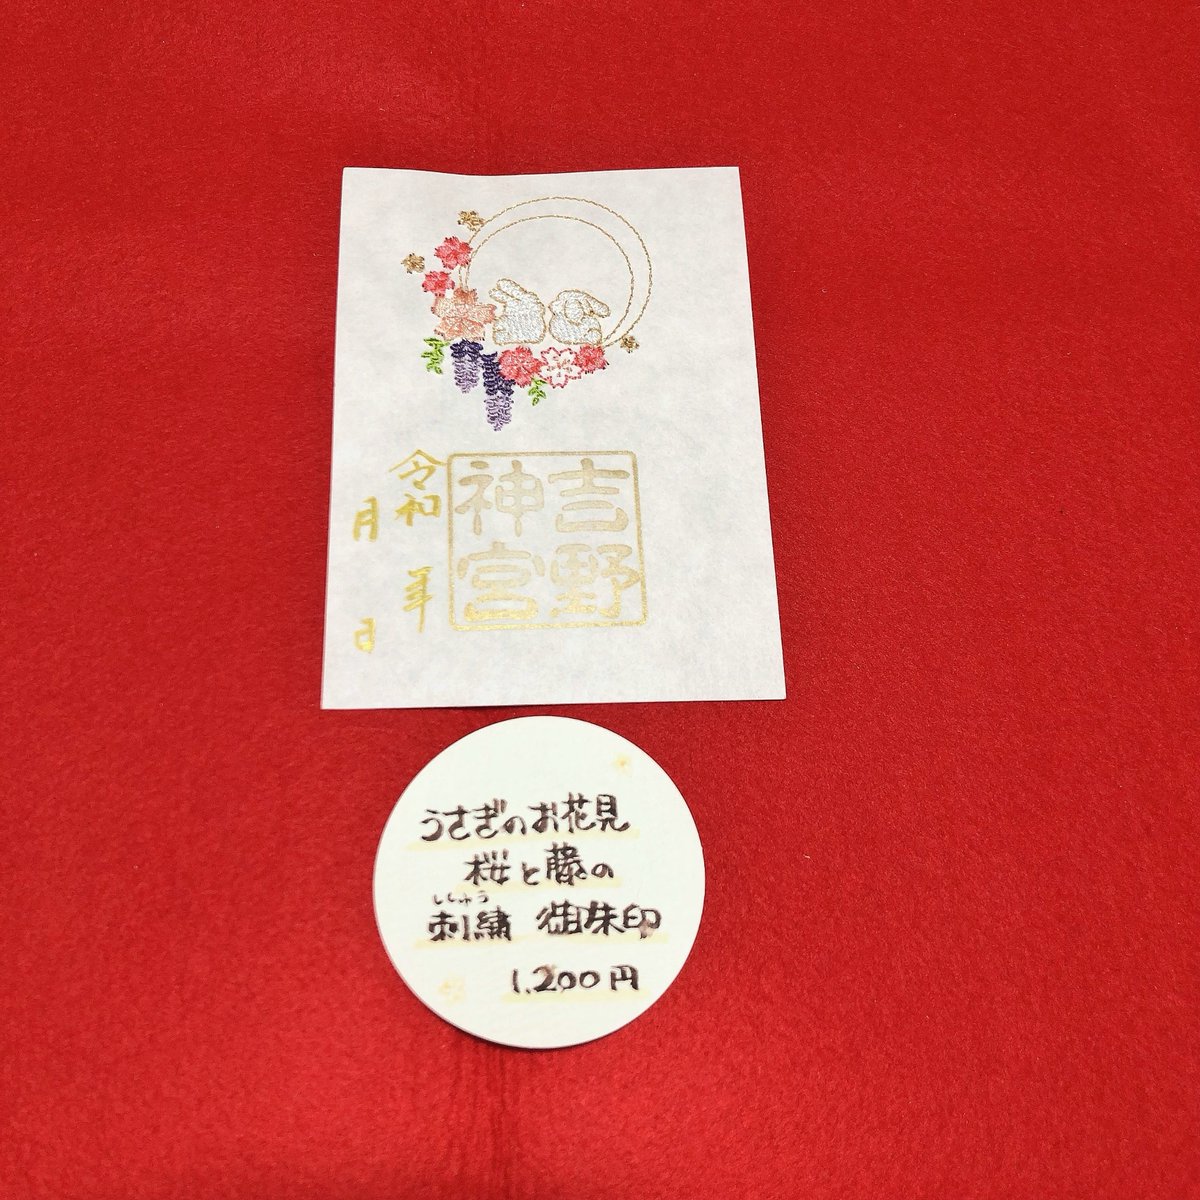 吉野
神宮
令和　年
月　日
うさぎのお花見
桜と藤の
ししゅう
刺繍 御朱印
1,200円